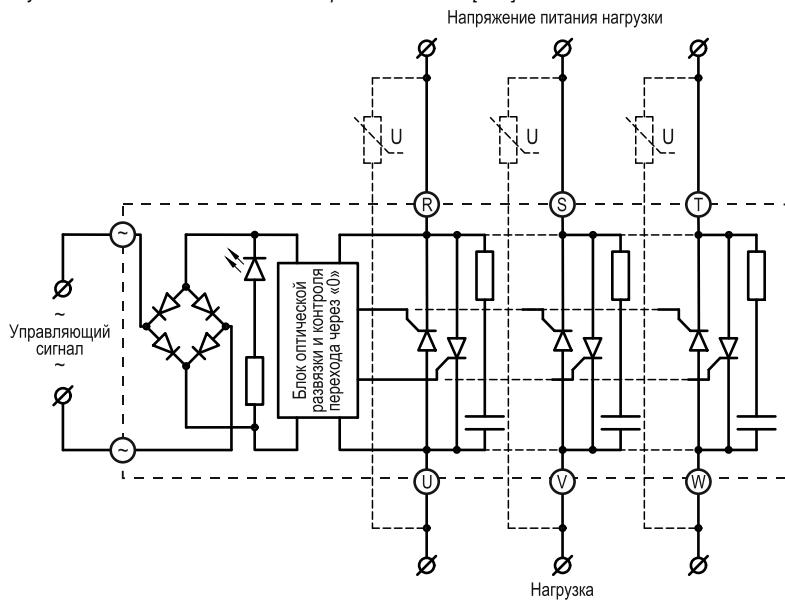 Напряжение питания нагрузки
U U U
R S T
~
~
Управляющий
сигнал
~
~
Блок оптической
развязки и контроля
перехода через «0»
U V W
Нагрузка